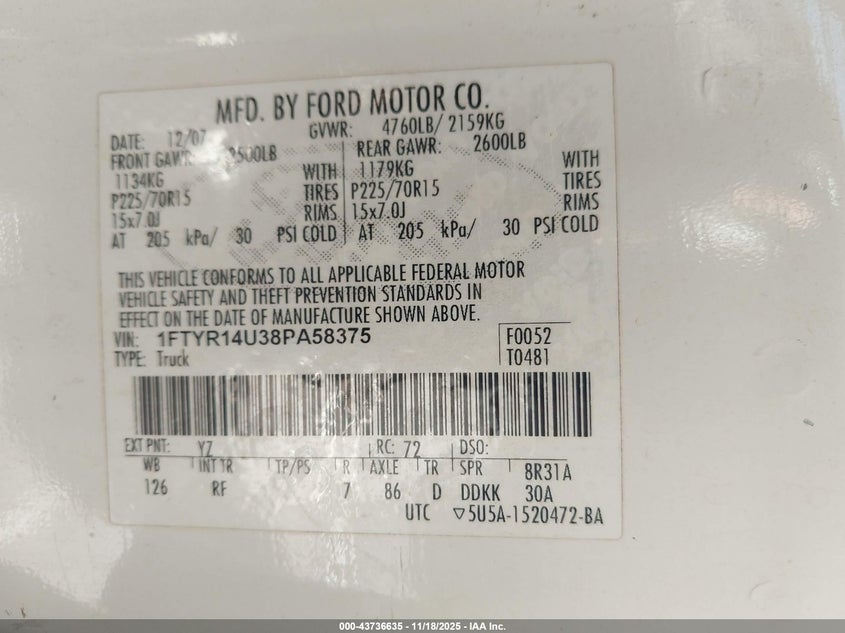 MFD. BY FORD MOTOR CO.
DATE: 12/07 GVWR: 4760LB/ 2159KG
FRONT GAWR: 2500LB REAR GAWR: 2600LB
1134KG WITH 1179KG WITH
P225/70R15 TIRES P225/70R15 TIRES
15x7.0J RIMS 15x7.0J RIMS
AT 205 kPa/ 30 PSI COLD AT 205 kPa/ 30 PSI COLD
THIS VEHICLE CONFORMS TO ALL APPLICABLE FEDERAL MOTOR
VEHICLE SAFETY AND THEFT PREVENTION STANDARDS IN
EFFECT ON THE DATE OF MANUFACTURE SHOWN ABOVE.
VIN: 1FTYR14U38PA58375 F0052
TYPE: Truck T0481
EXT PNT: YZ RC: 72 DSO:
WB INT TR TP/PS R AXLE TR SPR 8R31A
126 RF 7 86 D DDKK 30A
UTC ▽5U5A-1520472-BA
000-43736635 - 11/18/2025 - IAA Inc.